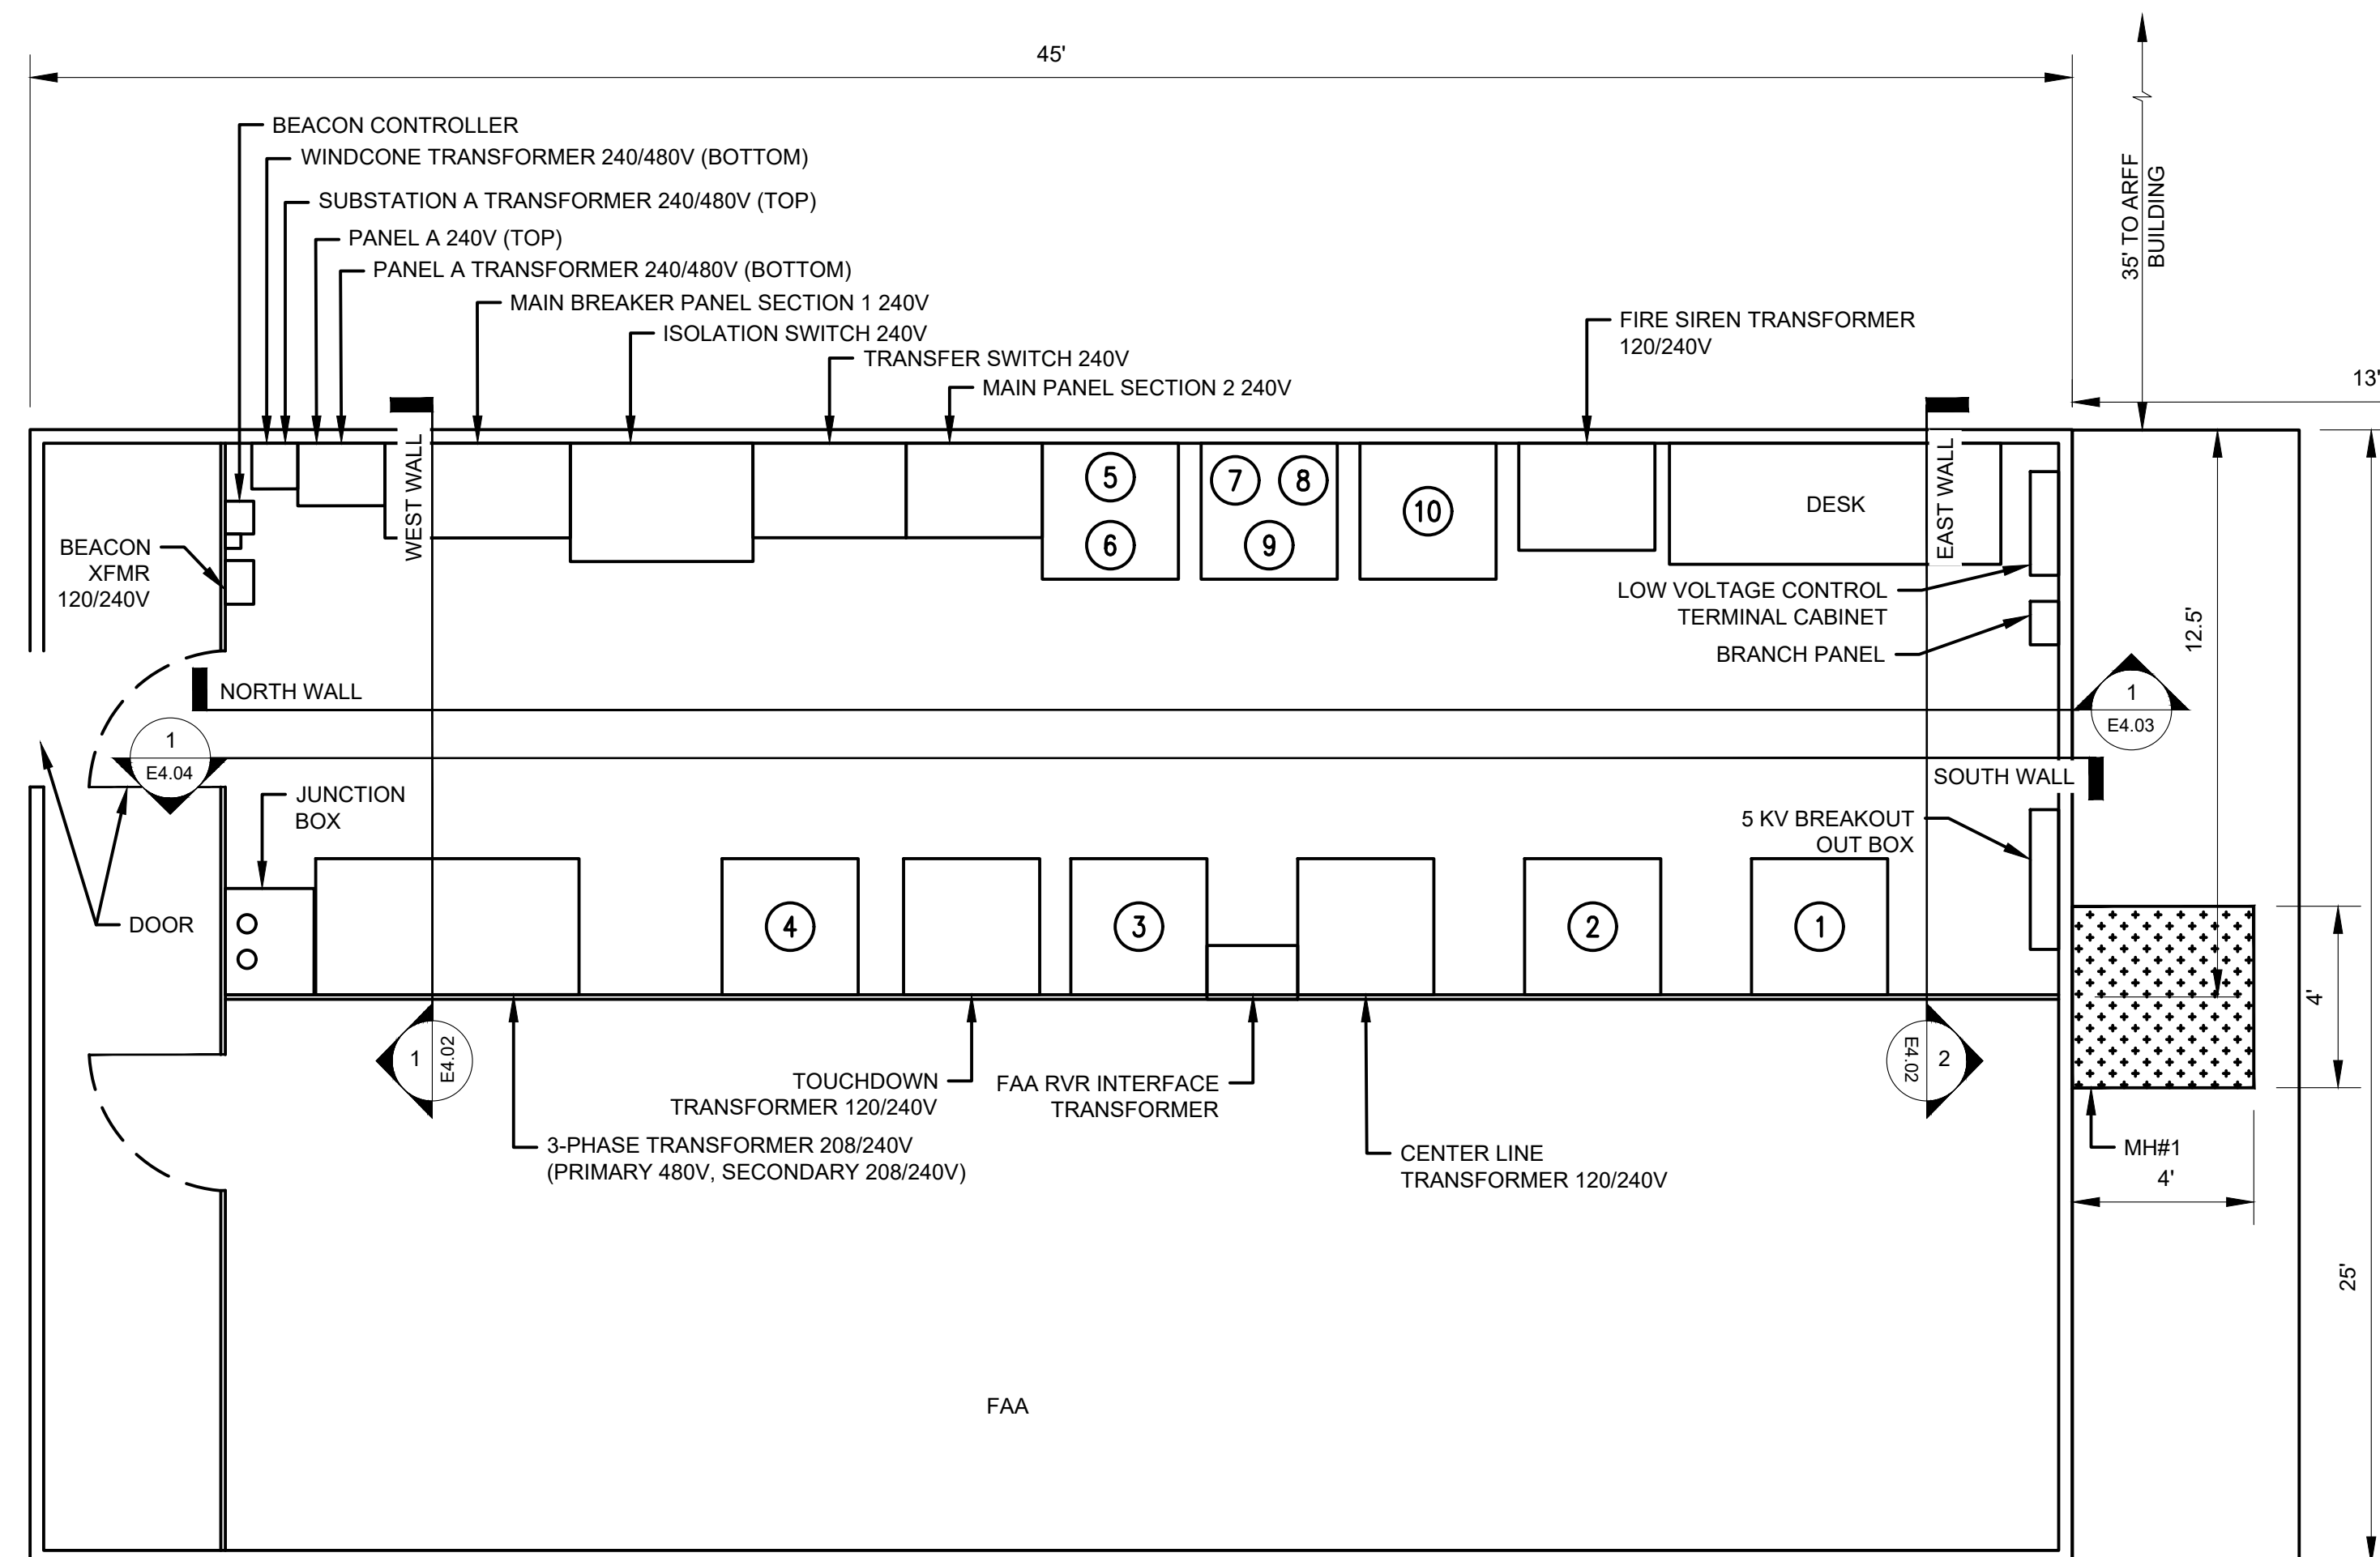 45'
BEACON CONTROLLER
WINDCONE TRANSFORMER 240/480V (BOTTOM)
SUBSTATION A TRANSFORMER 240/480V (TOP)
PANEL A 240V (TOP)
PANEL A TRANSFORMER 240/480V (BOTTOM)
MAIN BREAKER PANEL SECTION 1 240V
ISOLATION SWITCH 240V
TRANSFER SWITCH 240V
MAIN PANEL SECTION 2 240V
FIRE SIREN TRANSFORMER
120/240V
35' TO ARFF
BUILDING
13'
WEST WALL
5
6
7
8
9
10
DESK
EAST WALL
BEACON
XFMR
120/240V
LOW VOLTAGE CONTROL
TERMINAL CABINET
BRANCH PANEL
12.5'
NORTH WALL
1
E4.03
1
E4.04
SOUTH WALL
JUNCTION
BOX
5 KV BREAKOUT
OUT BOX
DOOR
4
3
2
1
4'
1
E4.02
E4.02
2
TOUCHDOWN
TRANSFORMER 120/240V
FAA RVR INTERFACE
TRANSFORMER
3-PHASE TRANSFORMER 208/240V
(PRIMARY 480V, SECONDARY 208/240V)
CENTER LINE
TRANSFORMER 120/240V
MH#1
4'
25'
FAA